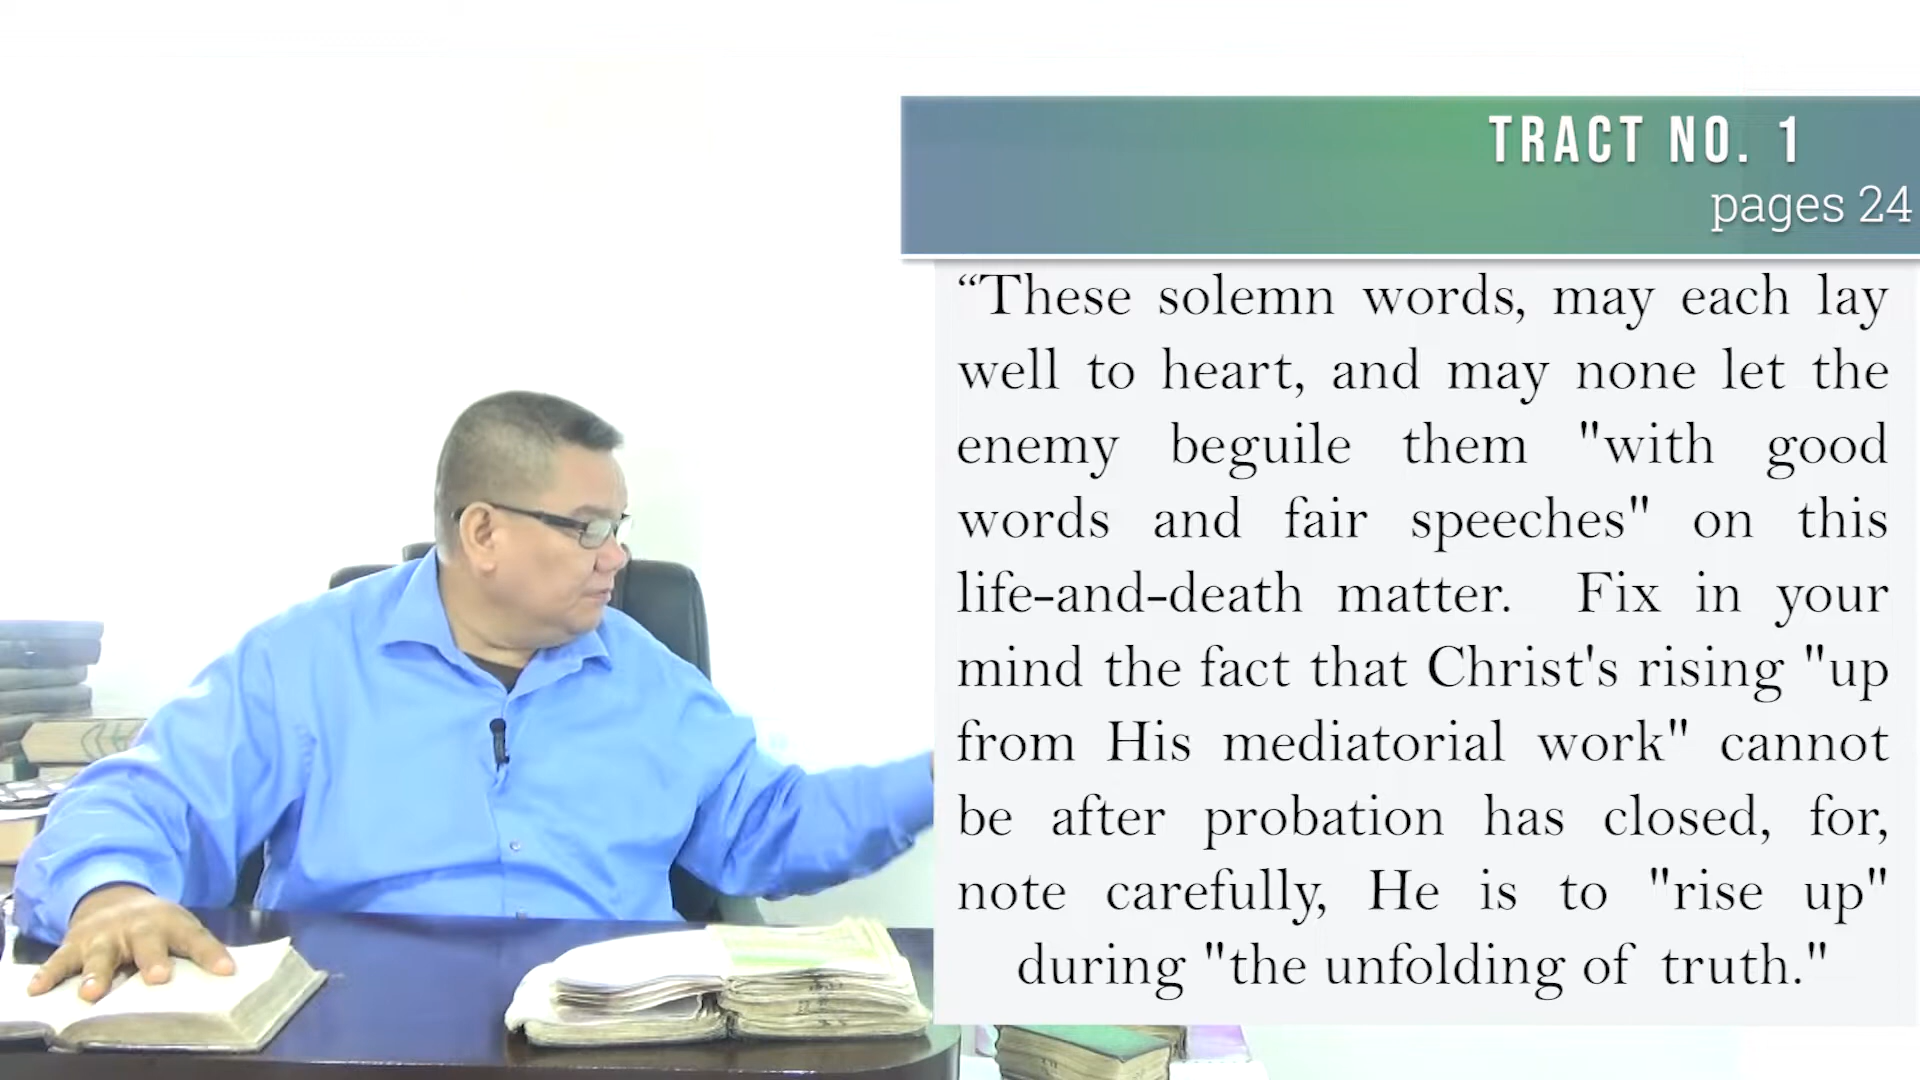 TRACT NO. 1
pages 24
“These solemn words, may each lay
well to heart, and may none let the
enemy beguile them "with good
words and fair speeches" on this
life-and-death matter. Fix in your
mind the fact that Christ's rising "up
from His mediatorial work" cannot
be after probation has closed, for,
note carefully, He is to "rise up"
during "the unfolding of truth."